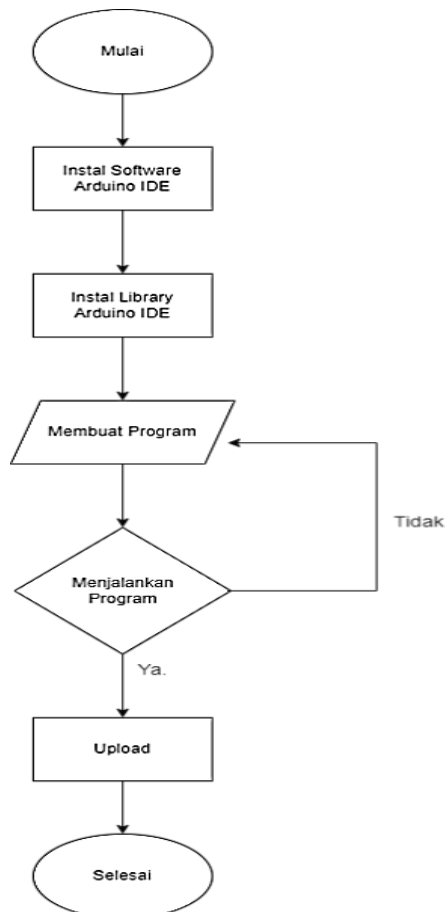 Mulai
Instal Software
Arduino IDE
Instal Library
Arduino IDE
Membuat Program
Tidak
Menjalankan
Program
Ya.
Upload
Selesai